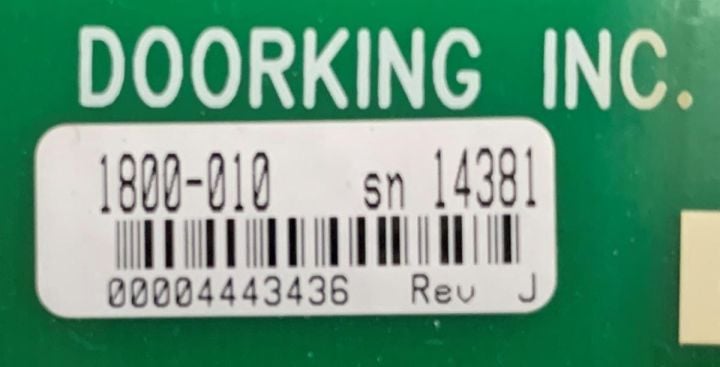 DOORKING INC.
1800-010 sn 14381
00004443436 Rev J